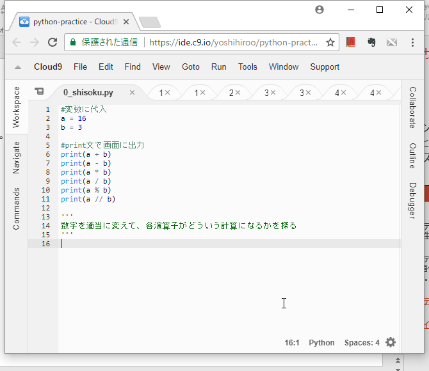 python-practice - Cloud9
保護された通信 https://ide.c9.io/yoshihiroo/python-pract...
Cloud9 File Edit Find View Goto Run Tools Window Support
0_shisoku.py 1 1 2 3 3 4 4
Workspace
Navigate
Commands
Collaborate
Outline
Debugger
1 #変数に代入
2 a = 16
3 b = 3
4
5 #print文で画面に出力
6 print(a + b)
7 print(a - b)
8 print(a * b)
9 print(a / b)
10 print(a % b)
11 print(a // b)
12
13 '''
14 数字を適当に変えて、各演算子がどういう計算になるかを探る
15 '''
16
16:1 Python Spaces: 4